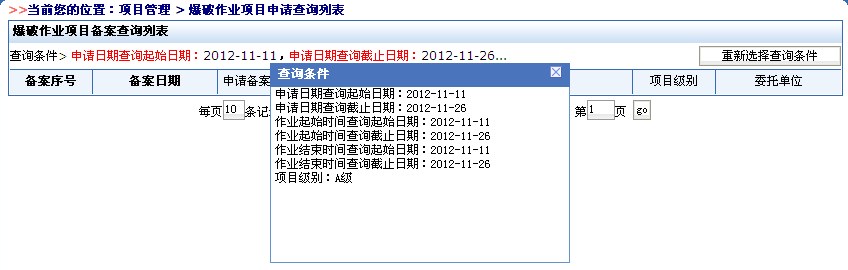 >>当前您的位置：项目管理 > 爆破作业项目申请查询列表
爆破作业项目备案查询列表
查询条件> 申请日期查询起始日期：2012-11-11，申请日期查询截止日期：2012-11-26...
重新选择查询条件
备案序号 备案日期 申请备案 项目级别 委托单位
每页10条记 第1页 go
查询条件
申请日期查询起始日期：2012-11-11
申请日期查询截止日期：2012-11-26
作业起始时间查询起始日期：2012-11-11
作业起始时间查询截止日期：2012-11-26
作业结束时间查询起始日期：2012-11-11
作业结束时间查询截止日期：2012-11-26
项目级别：A级